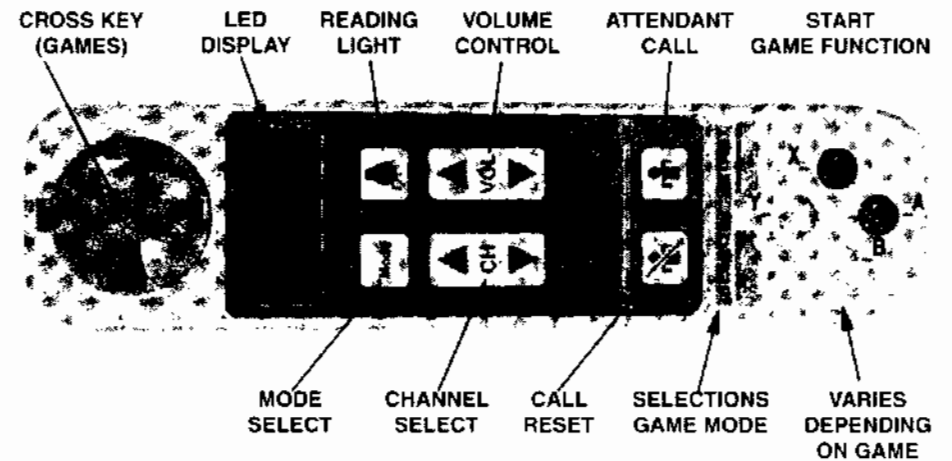 CROSS KEY
(GAMES)
LED
DISPLAY
READING
LIGHT
VOLUME
CONTROL
ATTENDANT
CALL
START
GAME FUNCTION
VOL
X
Y
A
B
Mode
CH
MODE
SELECT
CHANNEL
SELECT
CALL
RESET
SELECTIONS
GAME MODE
VARIES
DEPENDING
ON GAME